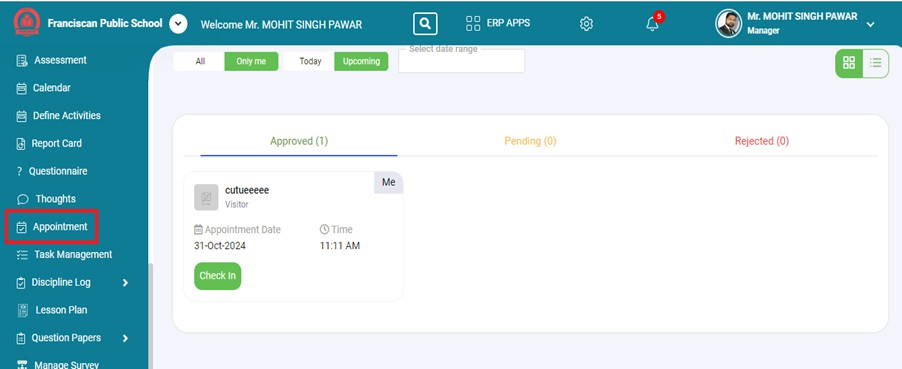 Franciscan Public School
Welcome Mr. MOHIT SINGH PAWAR
ERP APPS
5
Mr. MOHIT SINGH PAWAR
Manager
Assessment
Calendar
Define Activities
Report Card
? Questionnaire
Thoughts
Appointment
Task Management
Discipline Log
Lesson Plan
Question Papers
Manage Survey
All Only me Today Upcoming
Select date range
Approved (1) Pending (0) Rejected (0)
Me
cutueeeee
Visitor
Appointment Date Time
31-Oct-2024 11:11 AM
Check In